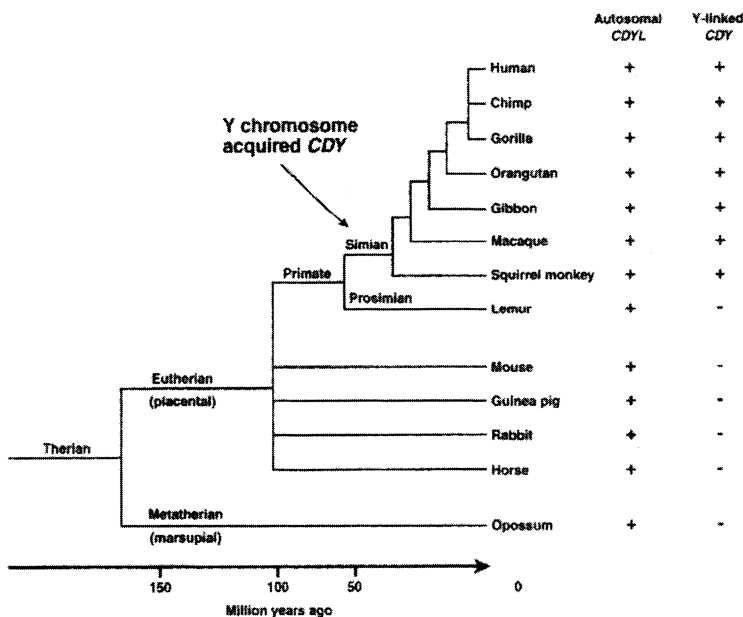 Autosomal Y-linked
CDYL CDY
Human + +
Chimp + +
Y chromosome
acquired CDY
Gorilla + +
Orangutan + +
Gibbon + +
Simian
Macaque + +
Primate
Squirrel monkey + +
Prosimian
Lemur + -
Mouse + -
Eutherian
(placental)
Guinea pig + -
Rabbit + -
Therian
Horse + -
Metatherian
(marsupial)
Opossum + -
150 100 50 0
Million years ago